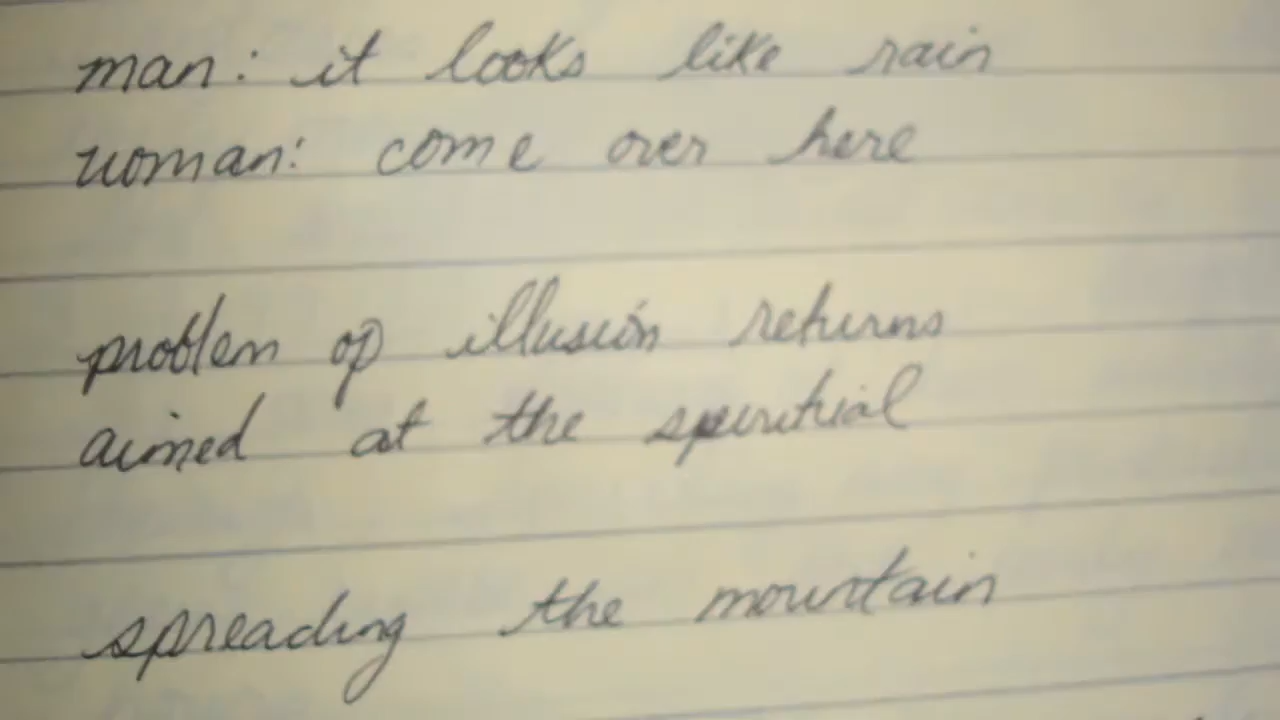 man: it looks like rain
woman: come over here
problem of illusion returns
aimed at the spiritual
spreading the mountain